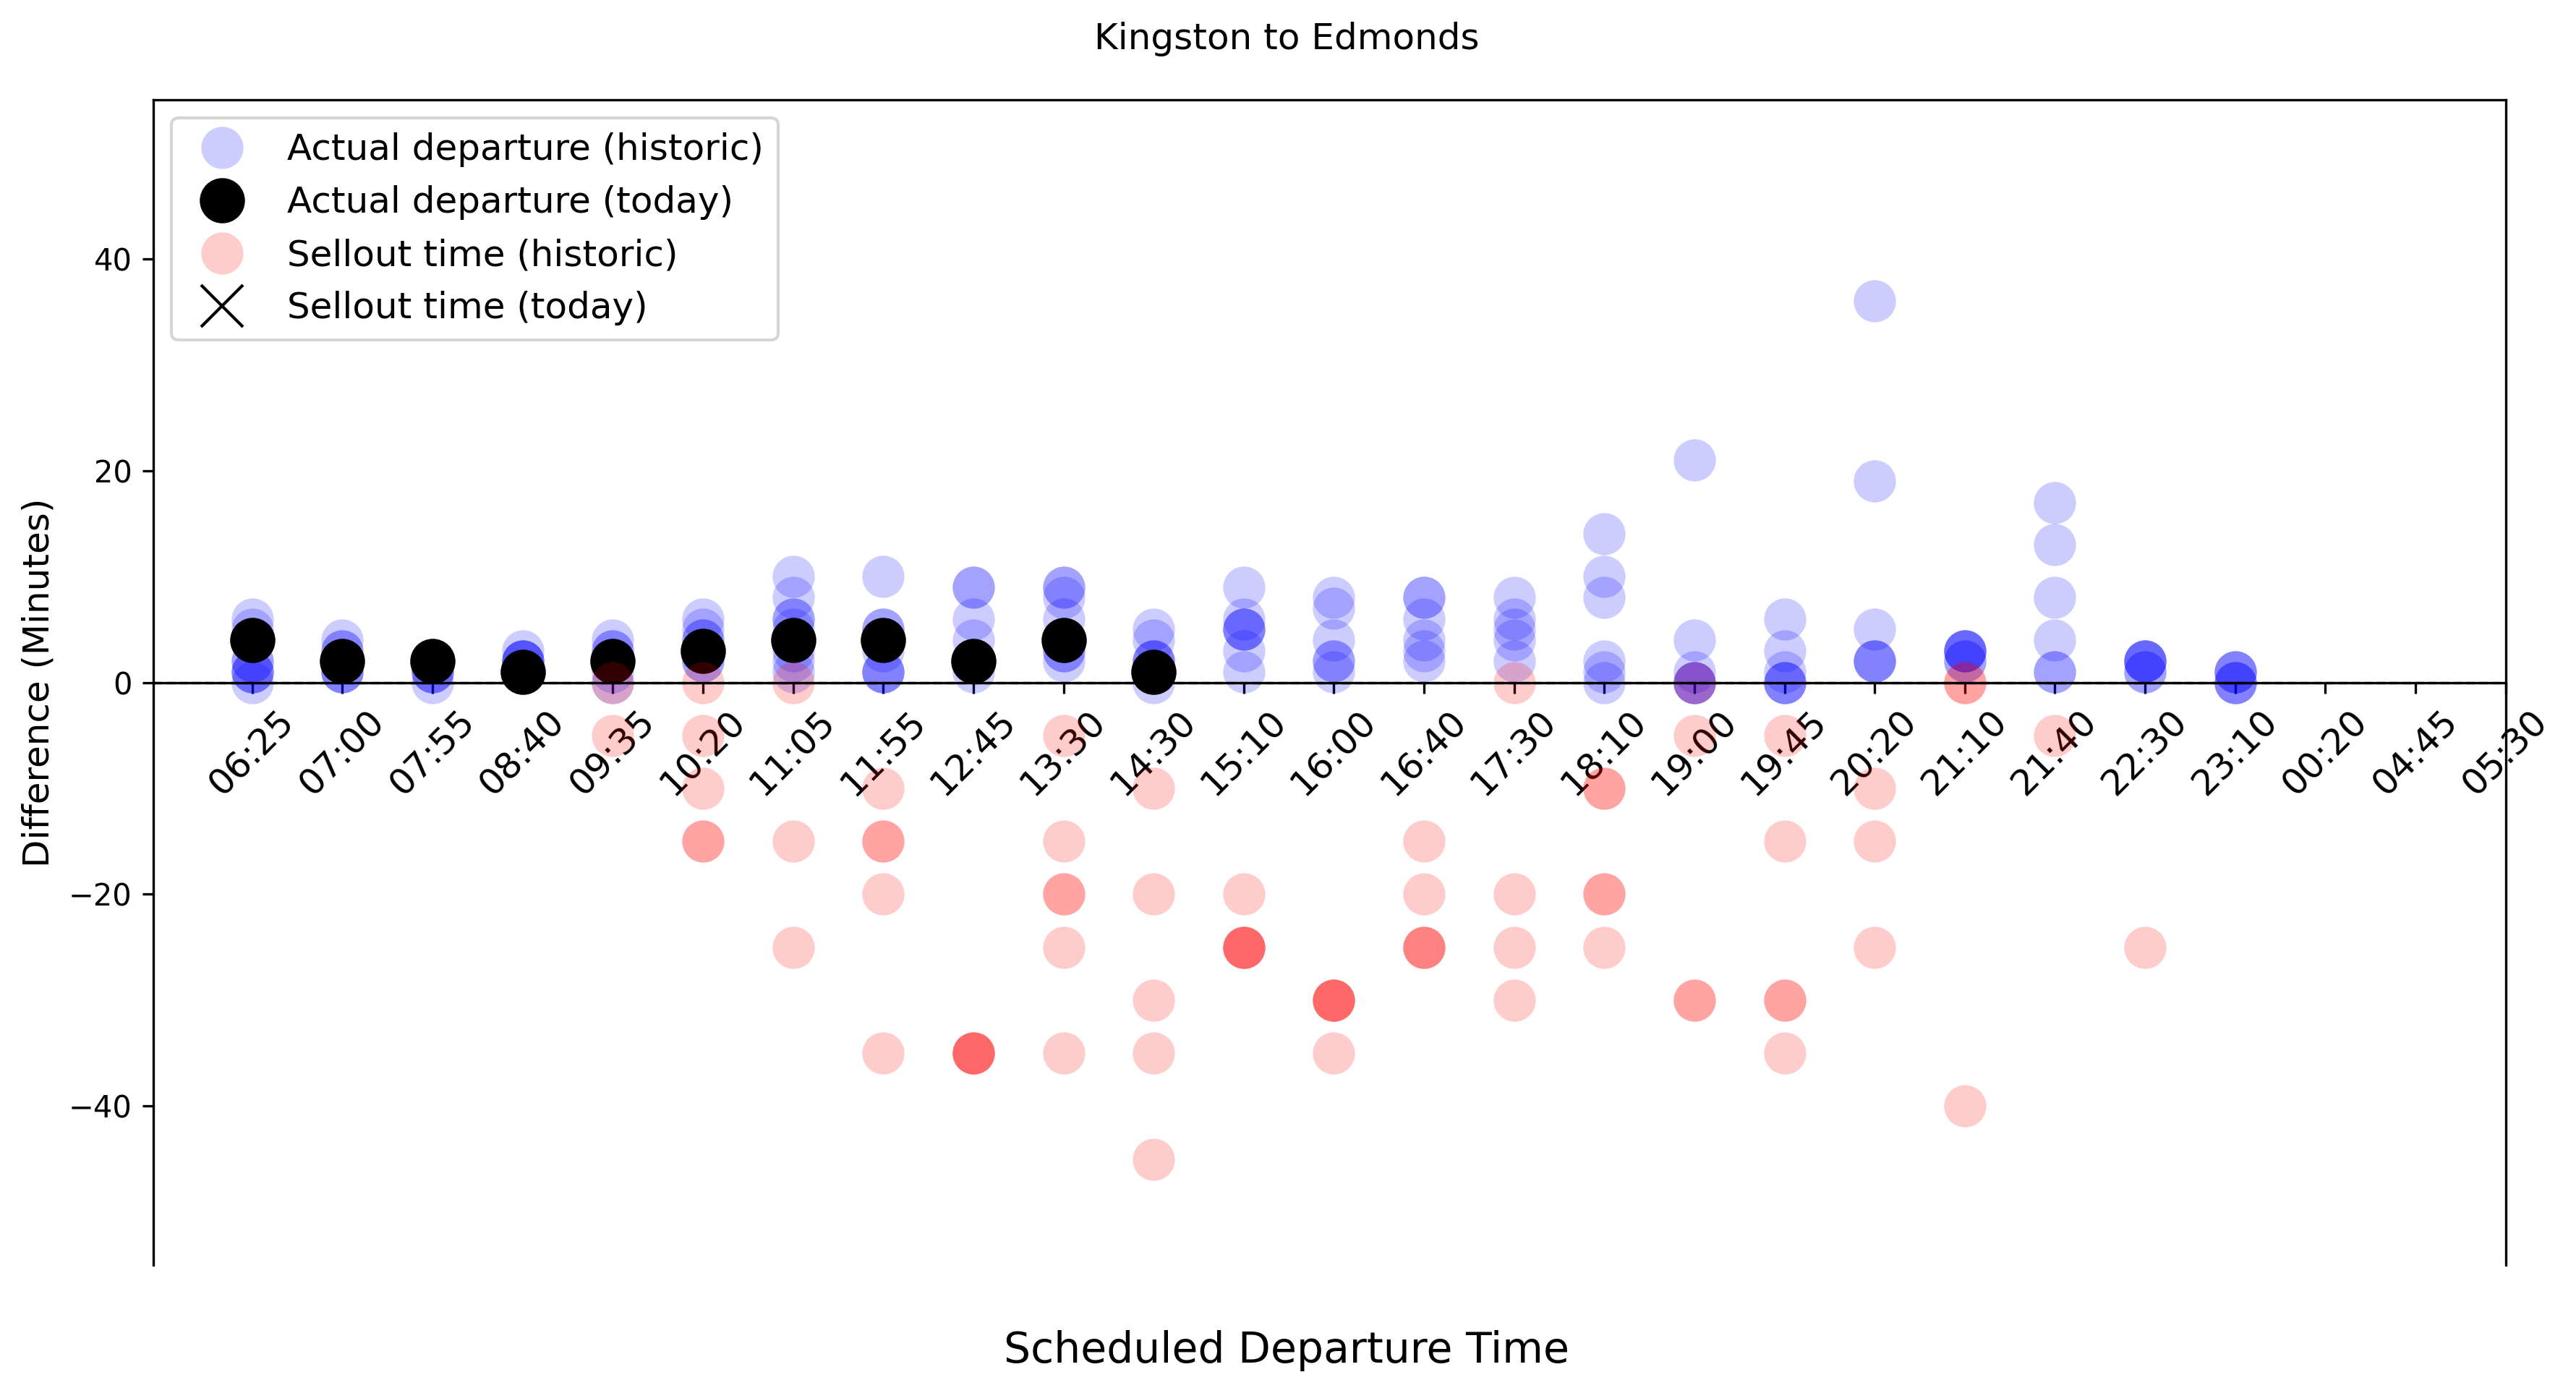 Kingston to Edmonds
Actual departure (historic)
Actual departure (today)
Sellout time (historic)
Sellout time (today)
Difference (Minutes)
40
20
0
−20
−40
06:25 07:00 07:55 08:40 09:35 10:20 11:05 11:55 12:45 13:30 14:30 15:10 16:00 16:40 17:30 18:10 19:00 19:45 20:20 21:10 21:40 22:30 23:10 00:20 04:45 05:30
Scheduled Departure Time